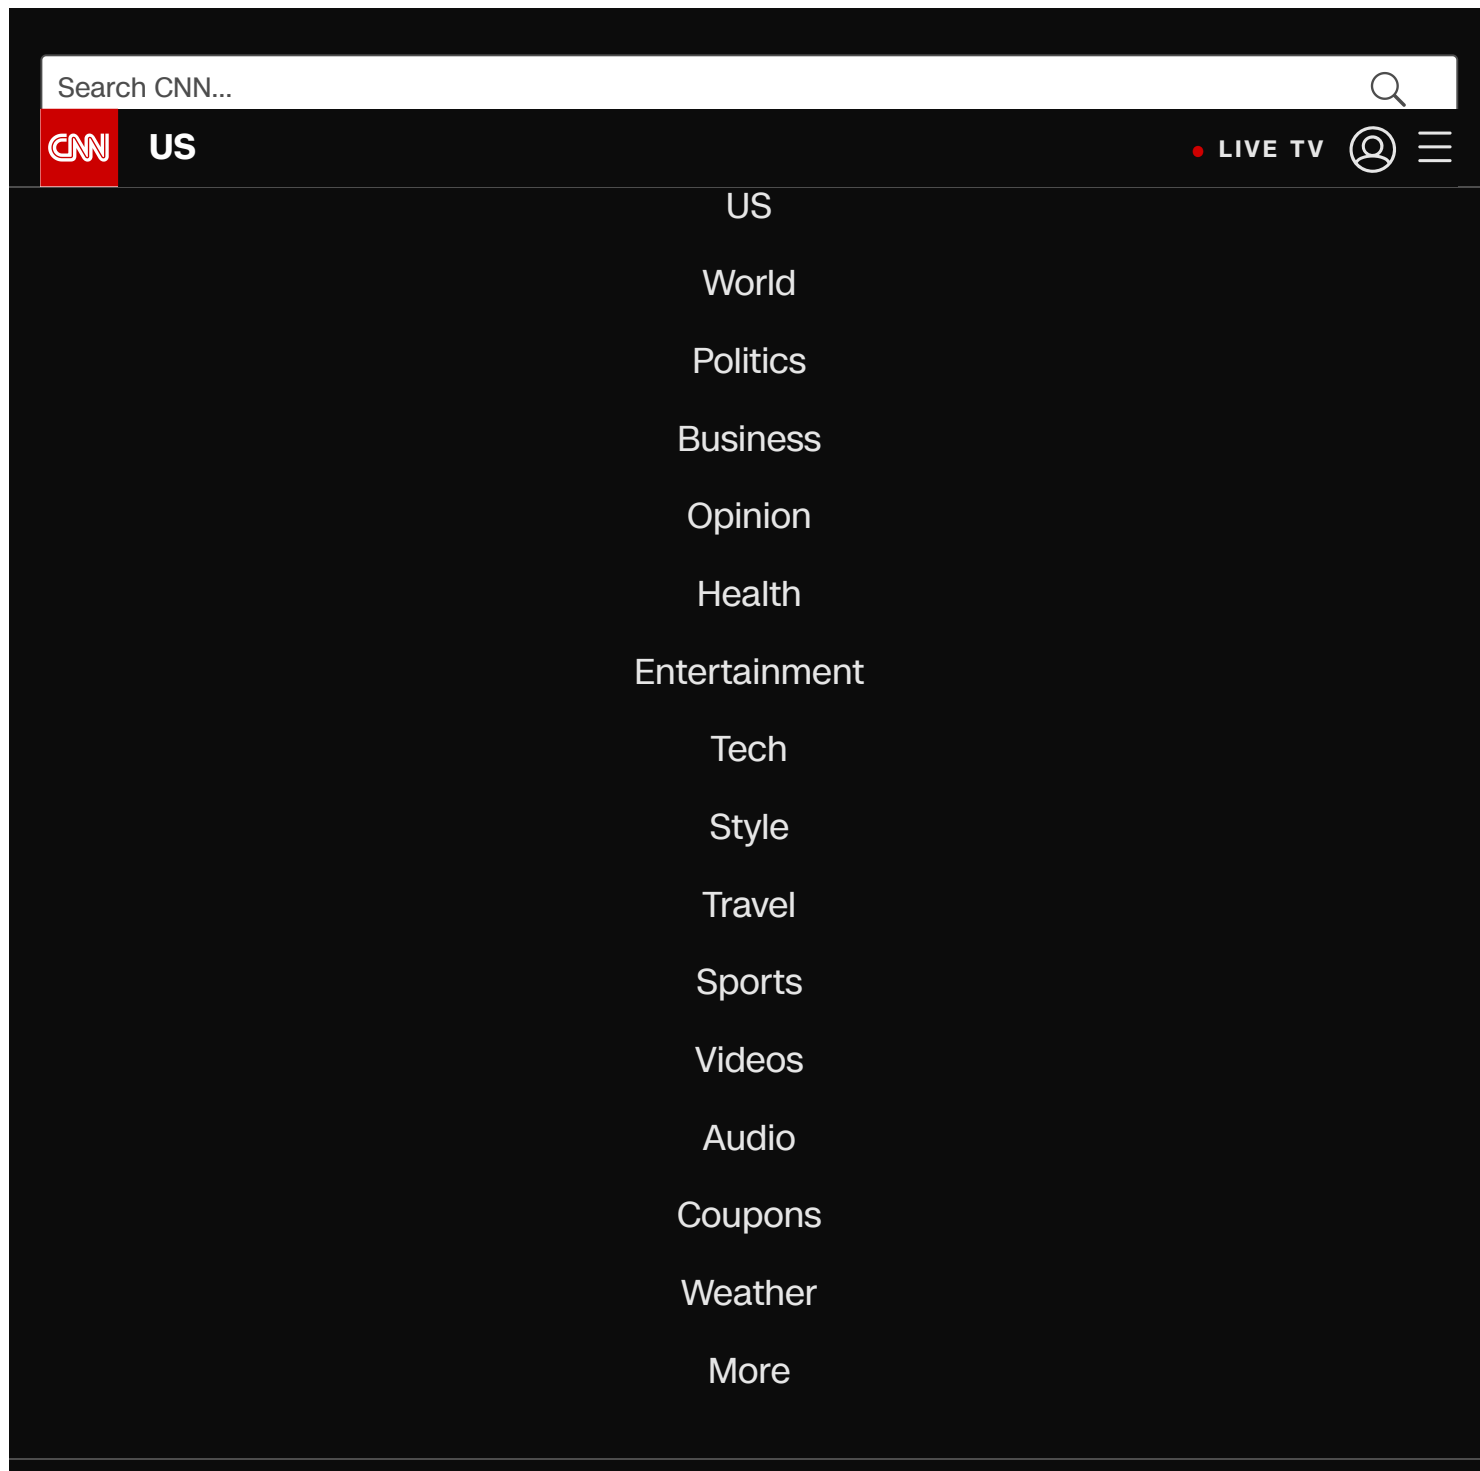 Search CNN...
CNN US LIVE TV
US
World
Politics
Business
Opinion
Health
Entertainment
Tech
Style
Travel
Sports
Videos
Audio
Coupons
Weather
More